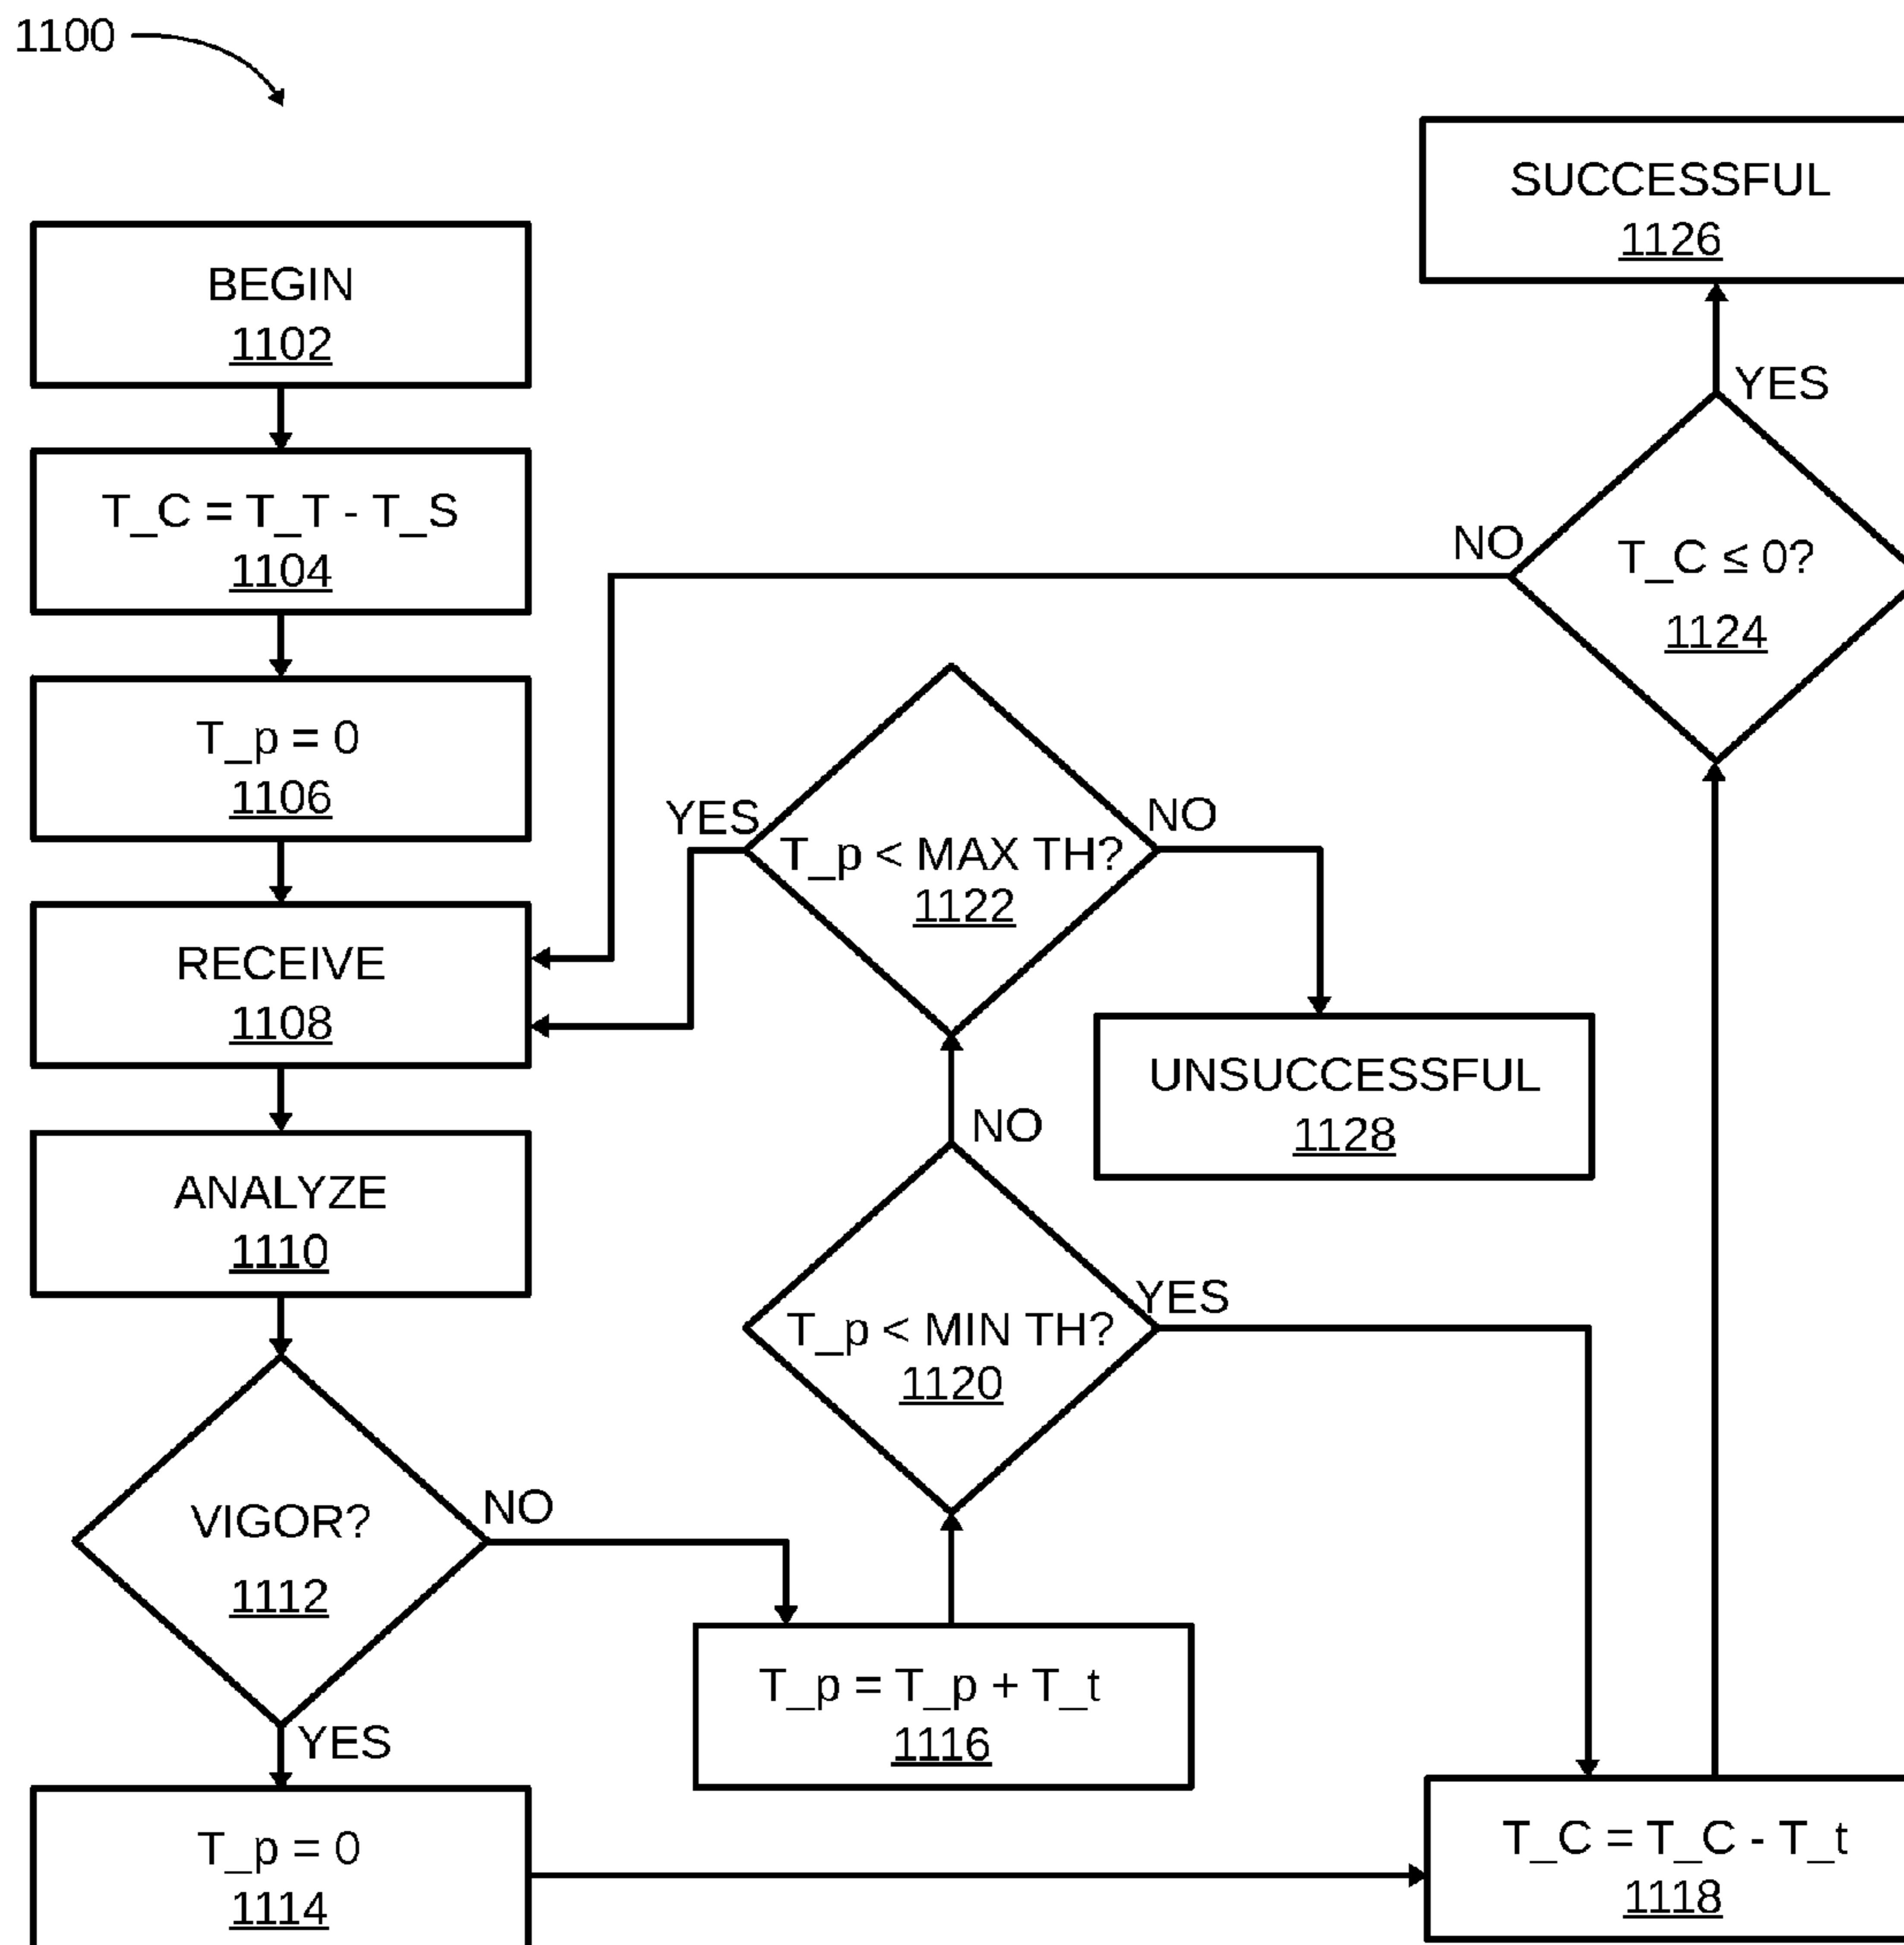 1100
BEGIN
1102
T_C = T_T - T_S
1104
T_p = 0
1106
RECEIVE
1108
ANALYZE
1110
VIGOR?
1112
NO
YES
T_p = 0
1114
T_p = T_p + T_t
1116
T_p < MIN TH?
1120
YES
NO
T_p < MAX TH?
1122
YES
NO
UNSUCCESSFUL
1128
T_C = T_C - T_t
1118
T_C ≤ 0?
1124
NO
YES
SUCCESSFUL
1126